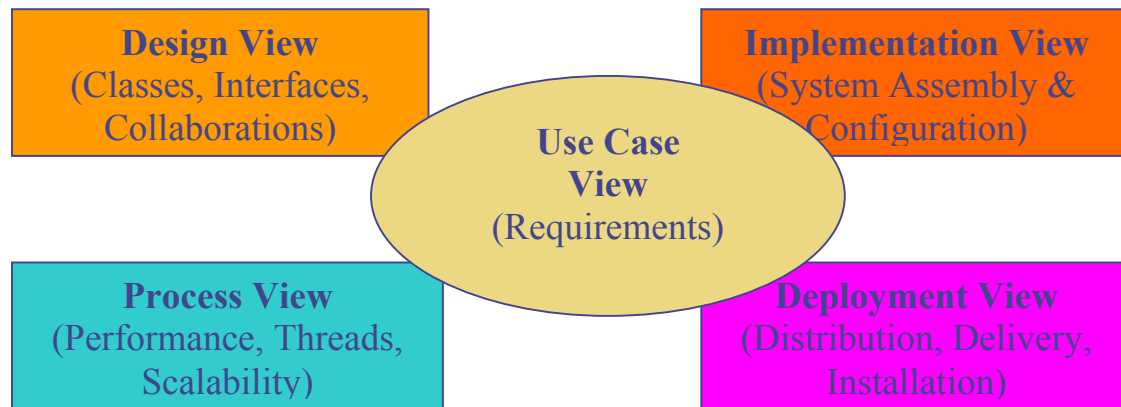 Design View
(Classes, Interfaces,
Collaborations)
Implementation View
(System Assembly &
Configuration)
Use Case
View
(Requirements)
Process View
(Performance, Threads,
Scalability)
Deployment View
(Distribution, Delivery,
Installation)